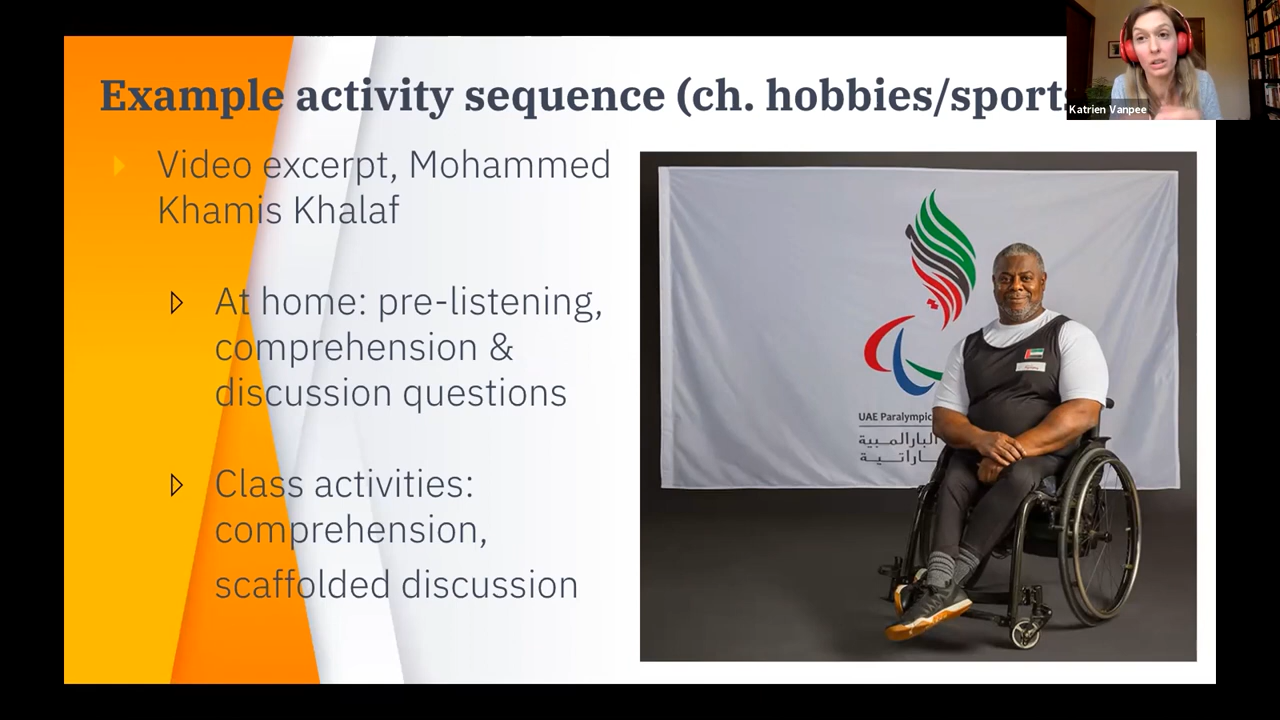 Example activity sequence (ch. hobbies/sports
Katrien Vanpee
Video excerpt, Mohammed
Khamis Khalaf
At home: pre-listening,
comprehension &
discussion questions
Class activities:
comprehension,
scaffolded discussion
UAE Paralympic
البارالمبية
ـاراتية